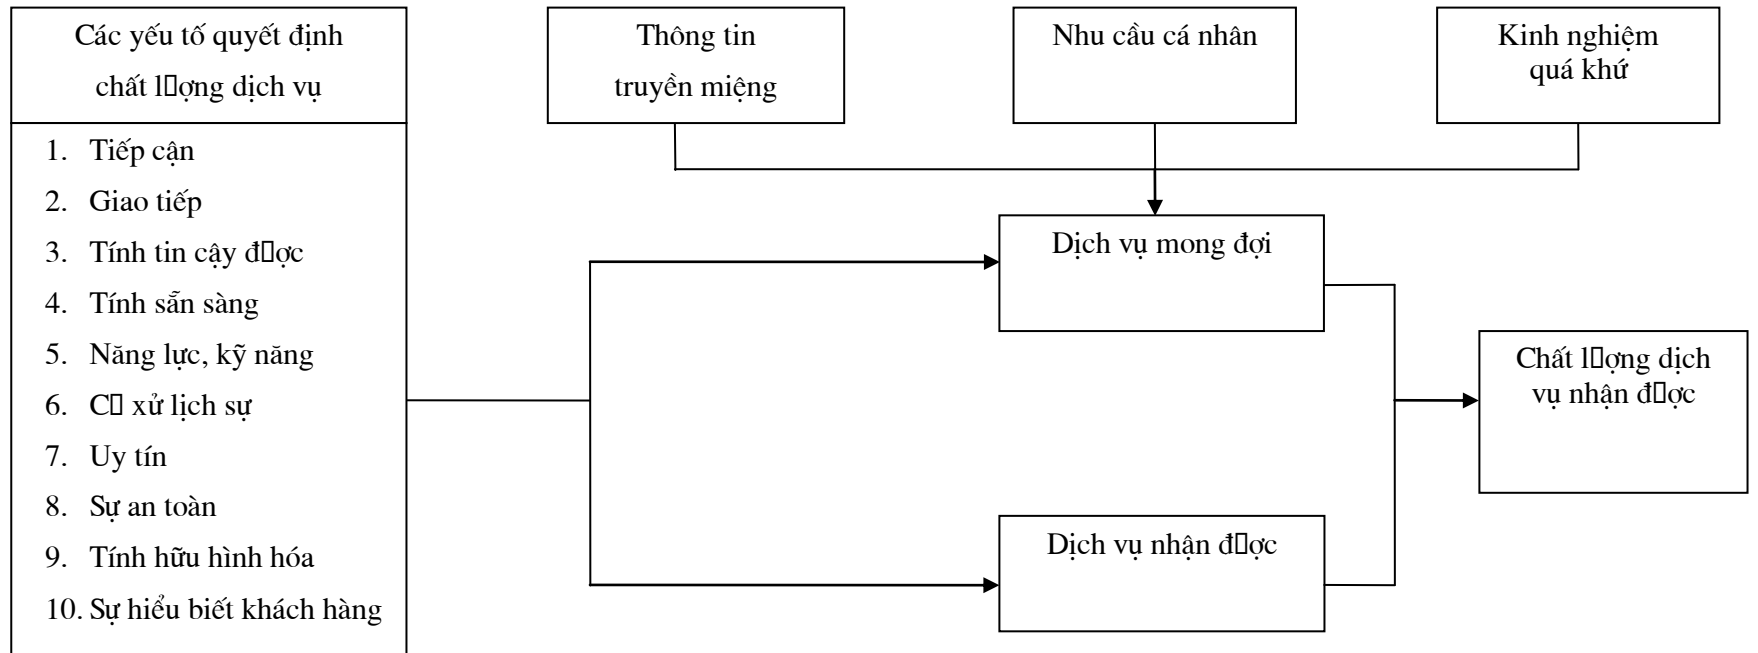 Các yếu tố quyết định
chất l▯ợng dịch vụ
1. Tiếp cận
2. Giao tiếp
3. Tính tin cậy đ▯ợc
4. Tính sẵn sàng
5. Năng lực, kỹ năng
6. C▯ xử lịch sự
7. Uy tín
8. Sự an toàn
9. Tính hữu hình hóa
10. Sự hiểu biết khách hàng
Thông tin
truyền miệng
Nhu cầu cá nhân
Kinh nghiệm
quá khứ
Dịch vụ mong đợi
Dịch vụ nhận đ▯ợc
Chất l▯ợng dịch
vụ nhận đ▯ợc